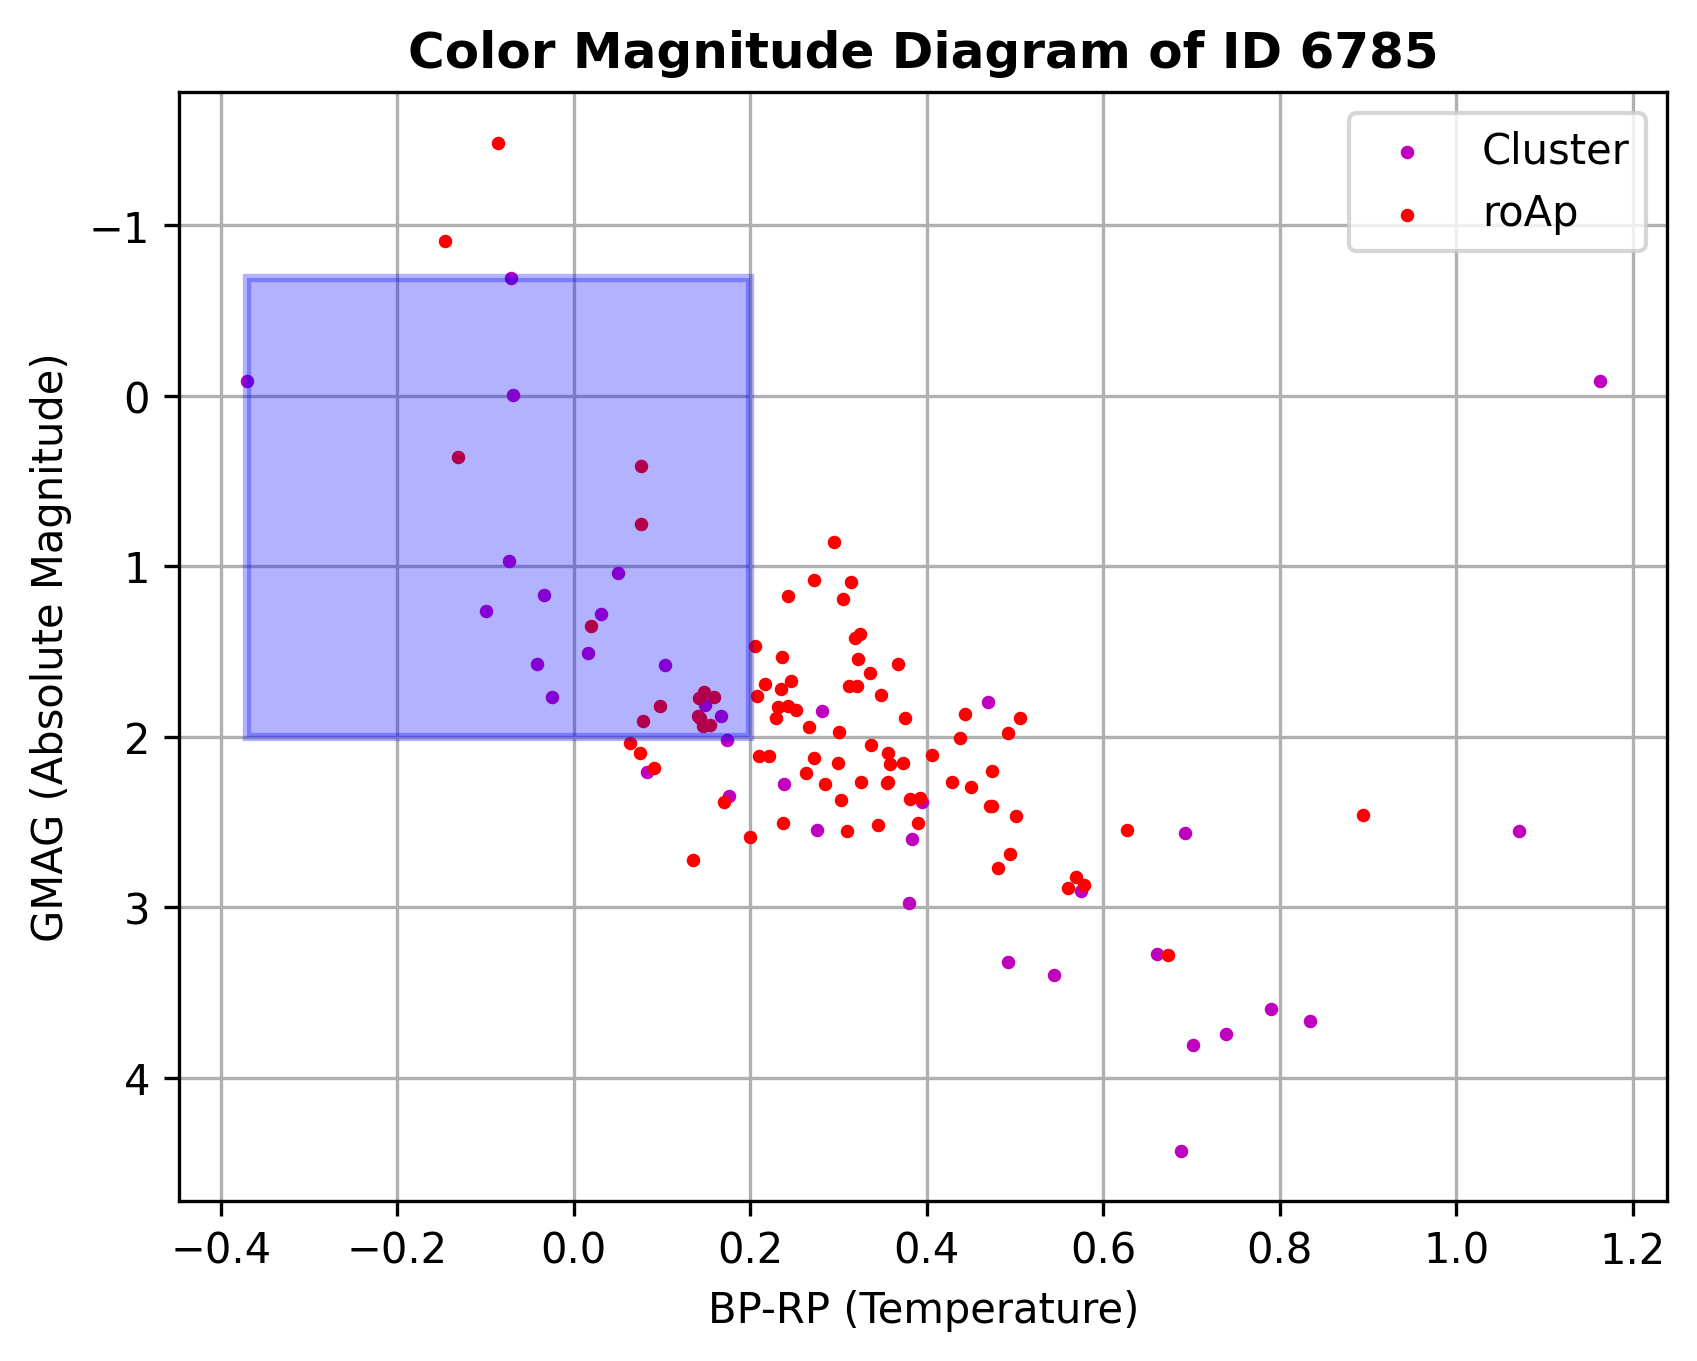 Color Magnitude Diagram of ID 6785
Cluster
roAp
GMAG (Absolute Magnitude)
−1
0
1
2
3
4
−0.4 −0.2 0.0 0.2 0.4 0.6 0.8 1.0 1.2
BP-RP (Temperature)